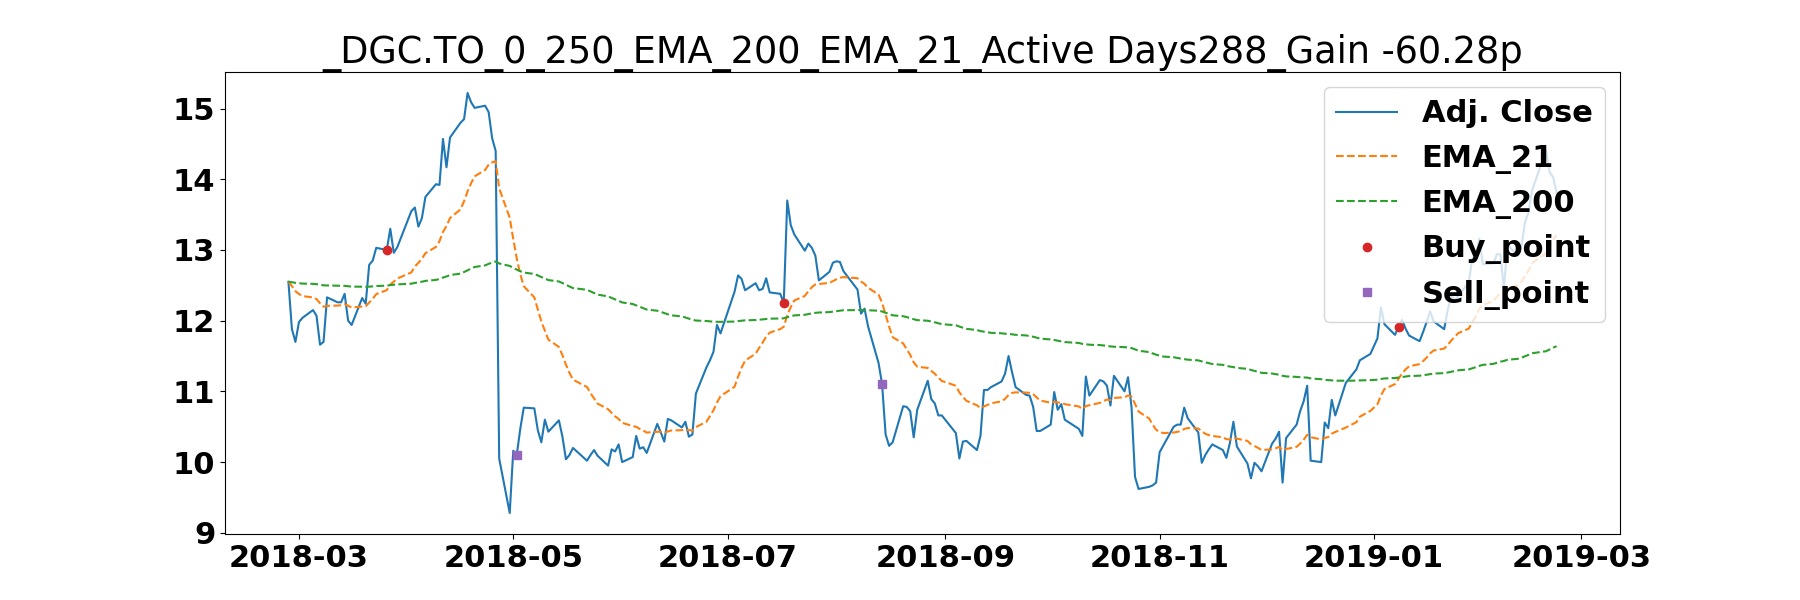 _DGC.TO_0_250_EMA_200_EMA_21_Active Days288_Gain -60.28p
15
14
13
12
11
10
9
Adj. Close
EMA_21
EMA_200
Buy_point
Sell_point
2018-03 2018-05 2018-07 2018-09 2018-11 2019-01 2019-03